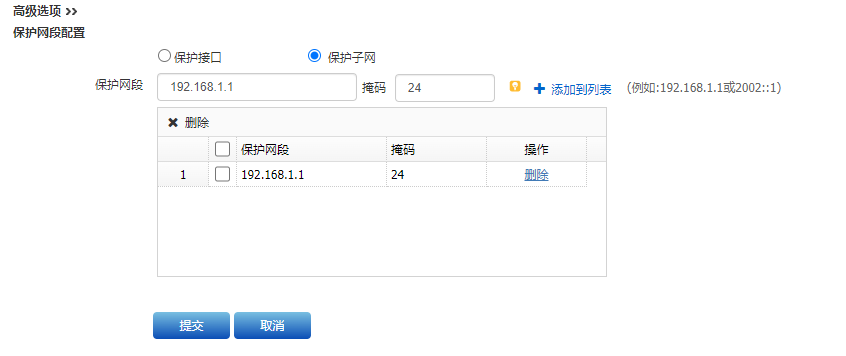 高级选项 >>
保护网段配置
保护接口 保护子网
保护网段 192.168.1.1 掩码 24 添加到列表 (例如:192.168.1.1或2002::1)
删除
保护网段 掩码 操作
1 192.168.1.1 24 删除
提交 取消